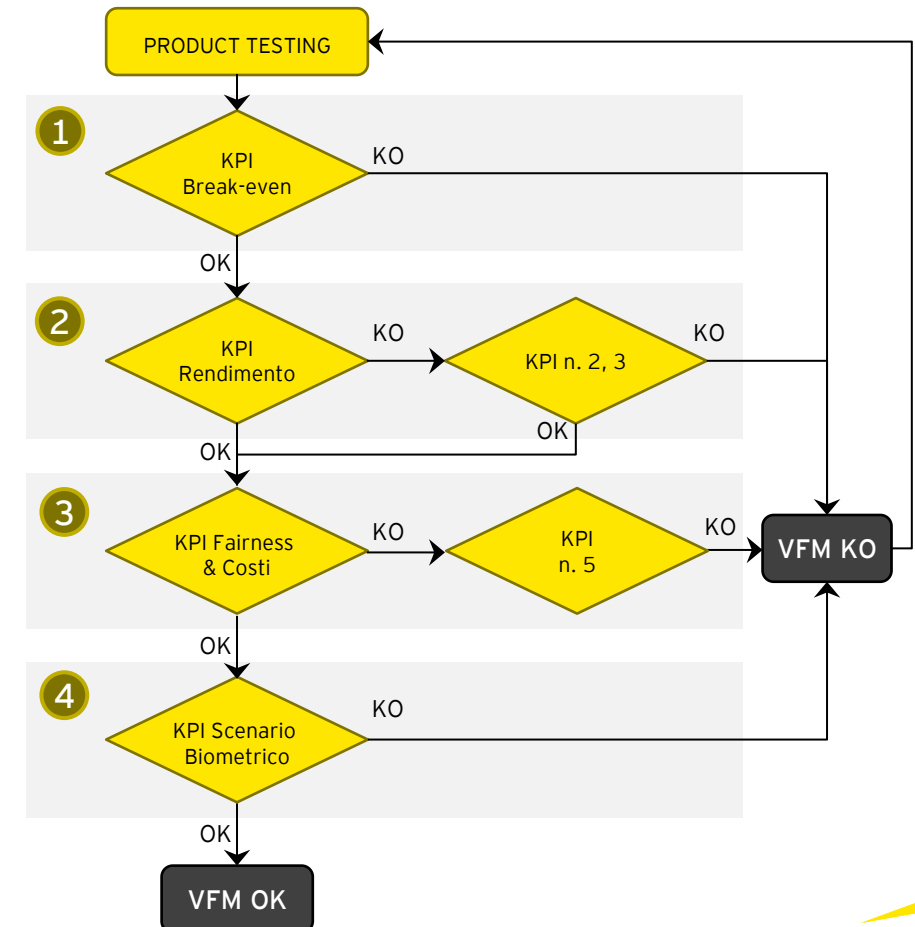 PRODUCT TESTING
1
KPI
Break-even
KO
OK
2
KPI
Rendimento
KO
KPI n. 2, 3
KO
OK
OK
3
KPI Fairness
& Costi
KO
KPI
n. 5
KO
VFM KO
OK
4
KPI Scenario
Biometrico
KO
OK
VFM OK